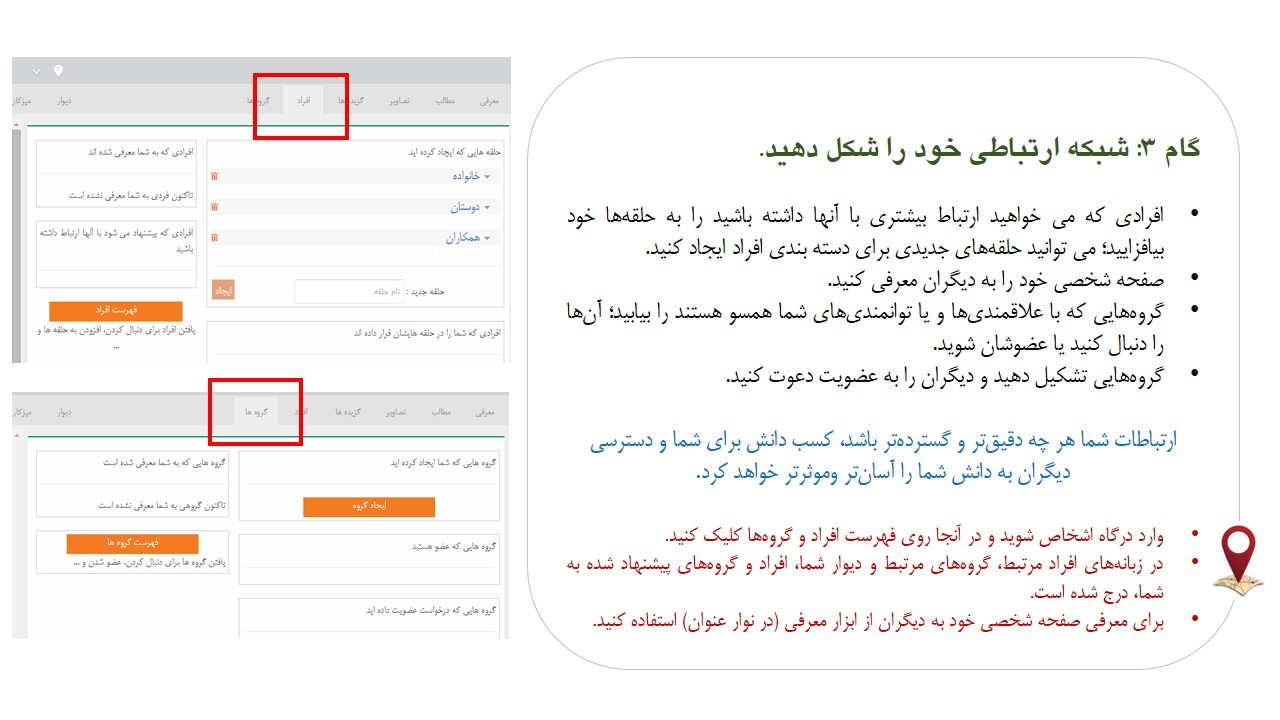 گام ۳: شبکه ارتباطی خود را شکل دهید.
• افرادی که می خواهید ارتباط بیشتری با آنها داشته باشید را به حلقه‌ها خود
بیافزایید؛ می توانید حلقه‌های جدیدی برای دسته بندی افراد ایجاد کنید.
• صفحه شخصی خود را به دیگران معرفی کنید.
• گروه‌هایی که با علاقمندی‌ها و یا توانمندی‌های شما همسو هستند را بیابید؛ آن‌ها
را دنبال کنید یا عضوشان شوید.
• گروه‌هایی تشکیل دهید و دیگران را به عضویت دعوت کنید.
ارتباطات شما هر چه دقیق‌تر و گسترده‌تر باشد، کسب دانش برای شما و دسترسی
دیگران به دانش شما را آسان‌تر وموثرتر خواهد کرد.
• وارد درگاه اشخاص شوید و در آنجا روی فهرست افراد و گروه‌ها کلیک کنید.
• در زبانه‌های افراد مرتبط، گروه‌های مرتبط و دیوار شما، افراد و گروه‌های پیشنهاد شده به
شما، درج شده است.
• برای معرفی صفحه شخصی خود به دیگران از ابزار معرفی (در نوار عنوان) استفاده کنید.
معرفی مطالب تصاویر گزیده ها افراد گروه ها دیوار میزکار
حلقه هایی که ایجاد کرده اید
خانواده
دوستان
همکاران
حلقه جدید : نام حلقه ایجاد
افرادی که شما را در حلقه هایشان قرار داده اند
افرادی که به شما معرفی شده اند
تاکنون فردی به شما معرفی نشده است
افرادی که پیشنهاد می شود با آنها ارتباط داشته
باشید
فهرست افراد
یافتن افراد برای دنبال کردن، افزودن به حلقه ها و
...
معرفی مطالب تصاویر گزیده ها افراد گروه ها دیوار میزکار
گروه هایی که شما ایجاد کرده اید
ایجاد گروه
گروه هایی که عضو هستید
گروه هایی که درخواست عضویت داده اید
گروه هایی که به شما معرفی شده است
تاکنون گروهی به شما معرفی نشده است
فهرست گروه ها
یافتن گروه ها برای دنبال کردن، عضو شدن و ...